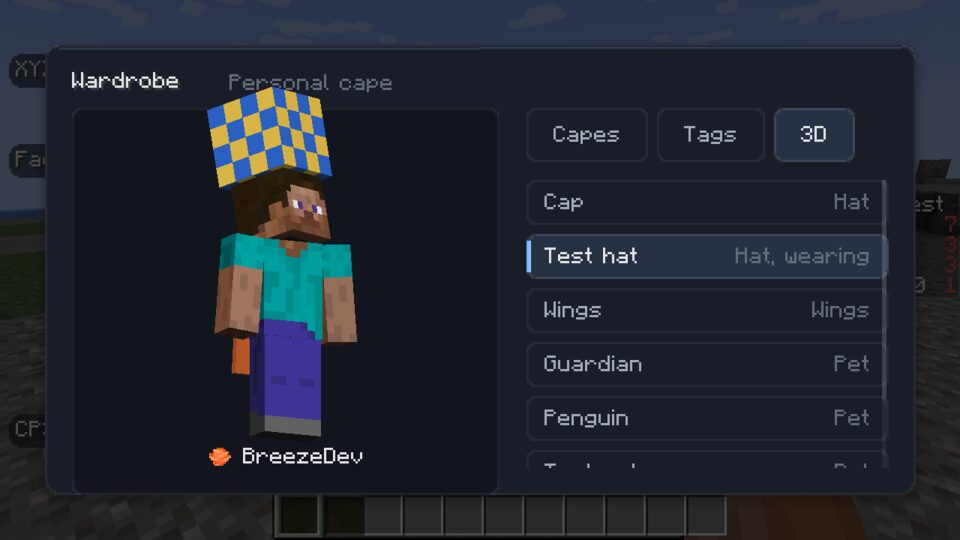 Wardrobe
Personal cape
Capes
Tags
3D
Cap
Hat
Test hat
Hat, wearing
Wings
Wings
Guardian
Pet
Penguin
Pet
BreezeDev